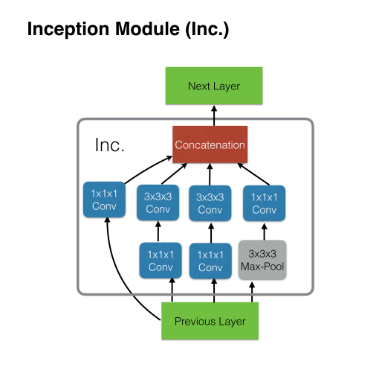 Inception Module (Inc.)
Next Layer
Inc.
Concatenation
1x1x1
Conv
3x3x3
Conv
3x3x3
Conv
1x1x1
Conv
1x1x1
Conv
1x1x1
Conv
3x3x3
Max-Pool
Previous Layer